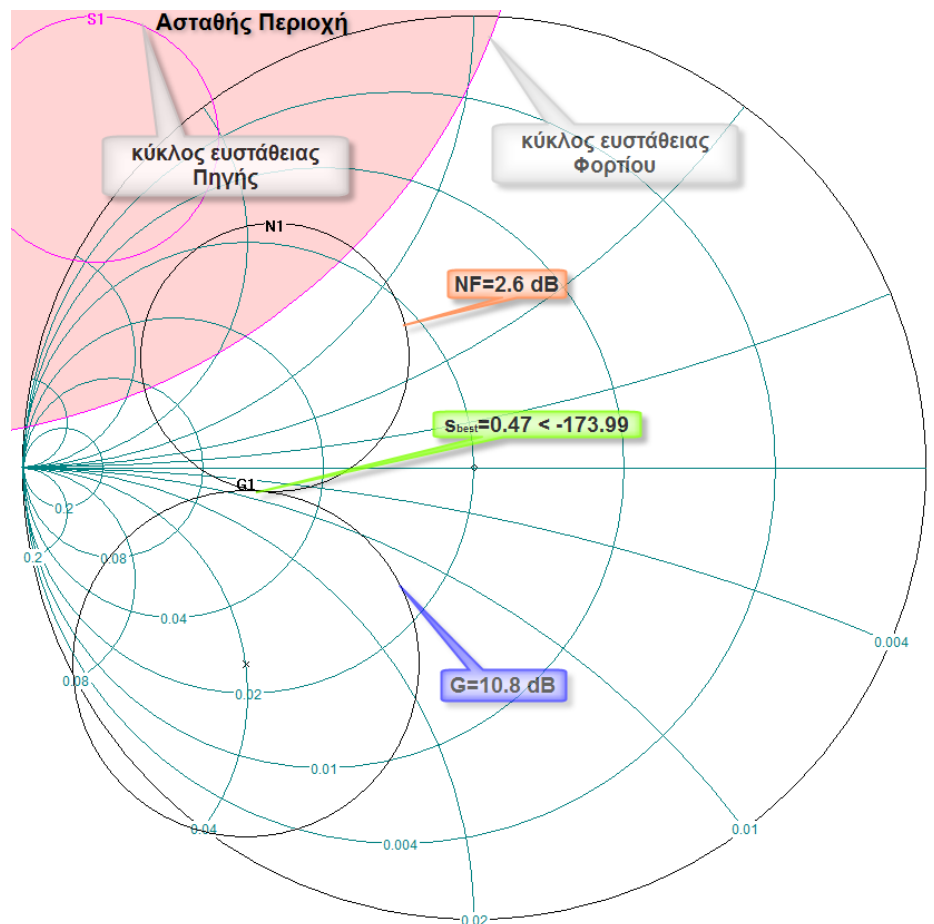 S1
Ασταθής Περιοχή
κύκλος ευστάθειας
Πηγής
κύκλος ευστάθειας
Φορτίου
N1
NF=2.6 dB
sbest=0.47 < -173.99
G1
0.2
0.2
0.08
0.04
0.004
0.08
0.02
G=10.8 dB
0.01
0.04
0.004
0.01
0.02